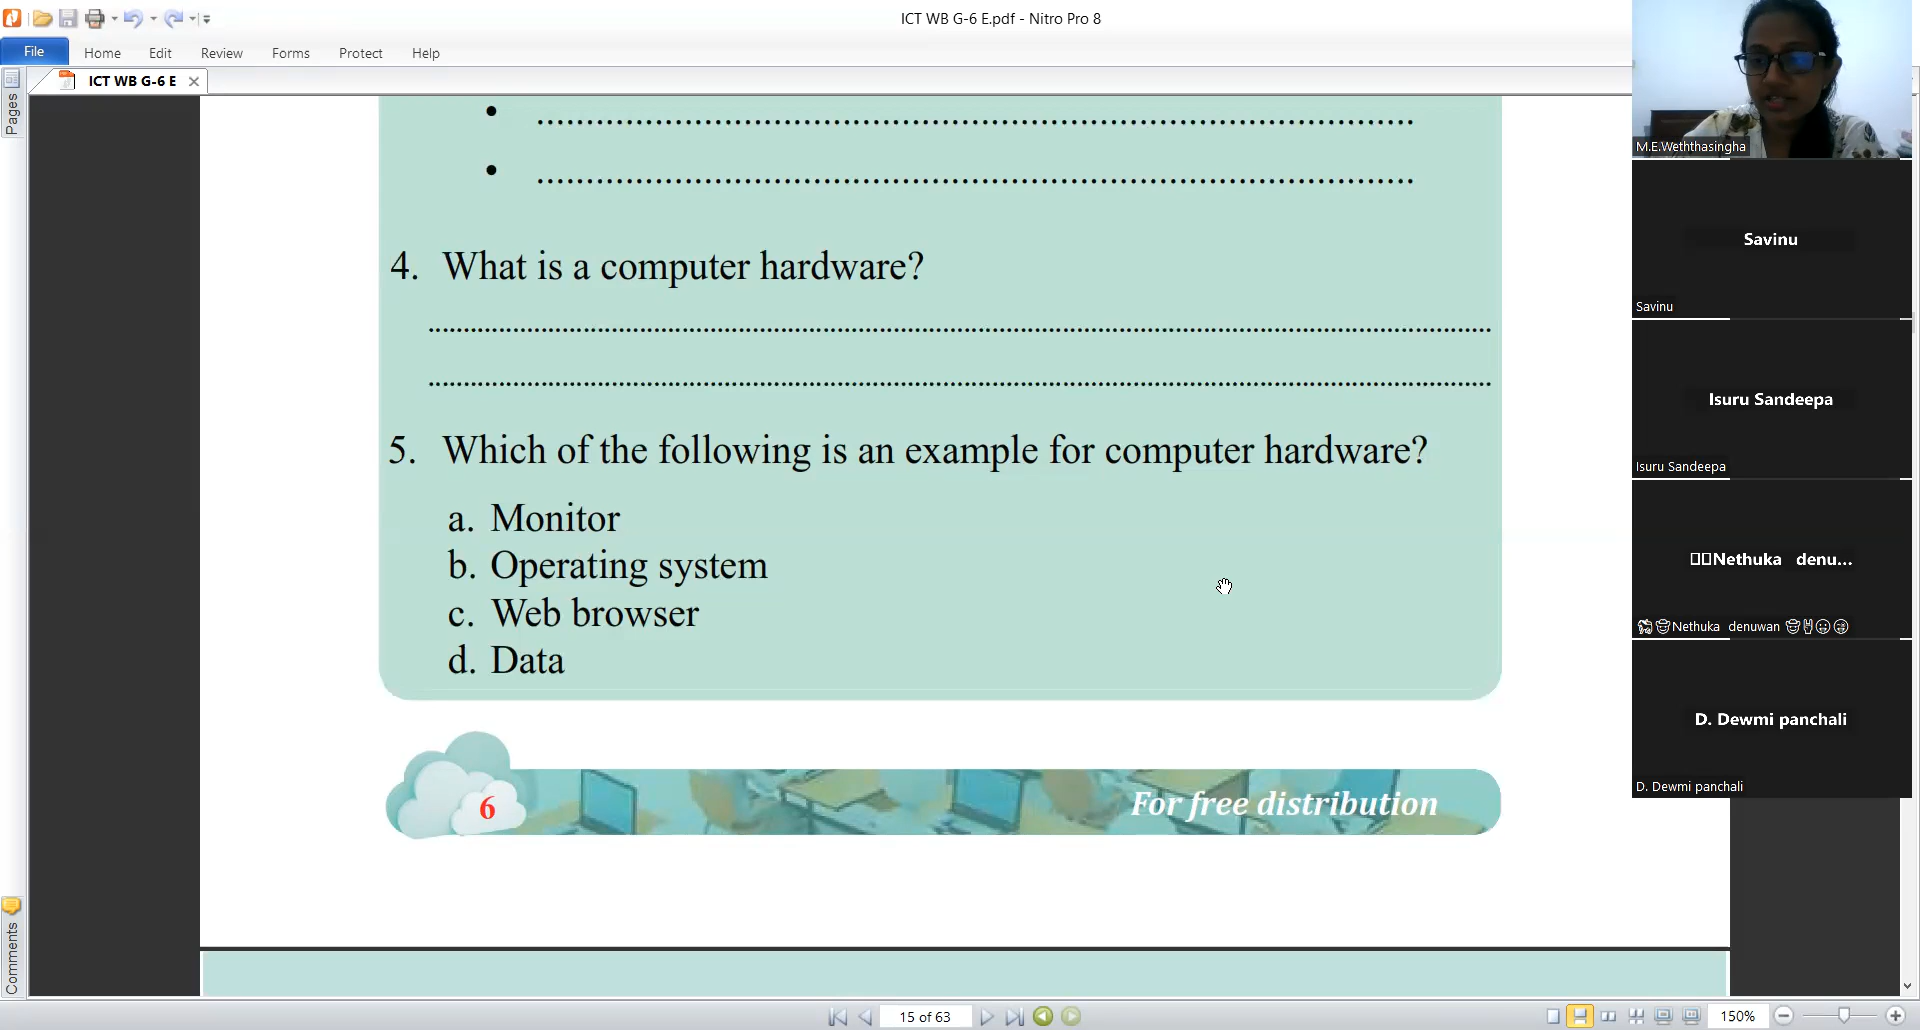 ICT WB G-6 E.pdf - Nitro Pro 8
File Home Edit Review Forms Protect Help
ICT WB G-6 E
Pages
4. What is a computer hardware?
5. Which of the following is an example for computer hardware?
a. Monitor
b. Operating system
c. Web browser
d. Data
6
For free distribution
Comments
15 of 63
150%
M.E.Weththasingha
Savinu
Savinu
Isuru Sandeepa
Isuru Sandeepa
Nethuka denu...
Nethuka denuwan
D. Dewmi panchali
D. Dewmi panchali